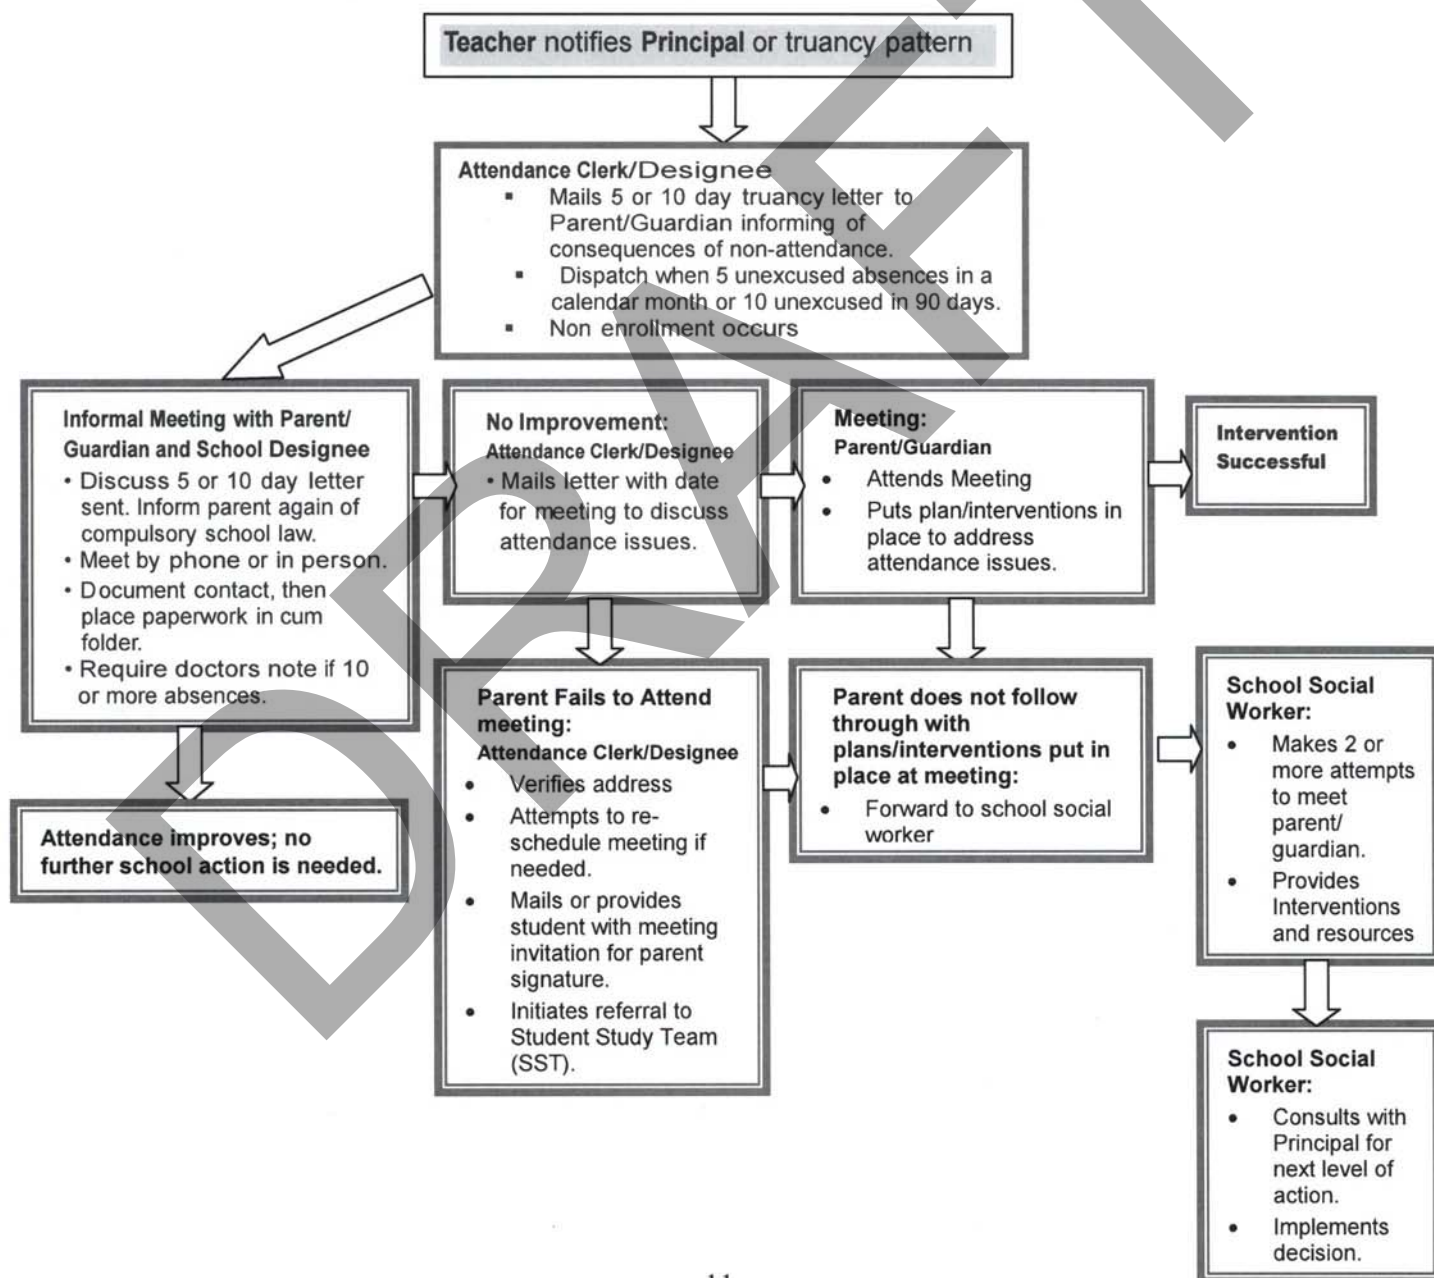 Teacher notifies Principal or truancy pattern
Attendance Clerk/Designee
▪ Mails 5 or 10 day truancy letter to
Parent/Guardian informing of
consequences of non-attendance.
▪ Dispatch when 5 unexcused absences in a
calendar month or 10 unexcused in 90 days.
▪ Non enrollment occurs
Informal Meeting with Parent/
Guardian and School Designee
• Discuss 5 or 10 day letter
sent. Inform parent again of
compulsory school law.
• Meet by phone or in person.
• Document contact, then
place paperwork in cum
folder.
• Require doctors note if 10
or more absences.
No Improvement:
Attendance Clerk/Designee
• Mails letter with date
for meeting to discuss
attendance issues.
Meeting:
Parent/Guardian
• Attends Meeting
• Puts plan/interventions in
place to address
attendance issues.
Intervention
Successful
Attendance improves; no
further school action is needed.
Parent Fails to Attend
meeting:
Attendance Clerk/Designee
• Verifies address
• Attempts to re-
schedule meeting if
needed.
• Mails or provides
student with meeting
invitation for parent
signature.
• Initiates referral to
Student Study Team
(SST).
Parent does not follow
through with
plans/interventions put in
place at meeting:
• Forward to school social
worker
School Social
Worker:
• Makes 2 or
more attempts
to meet
parent/
guardian.
• Provides
Interventions
and resources
School Social
Worker:
• Consults with
Principal for
next level of
action.
• Implements
decision.
DRAFT